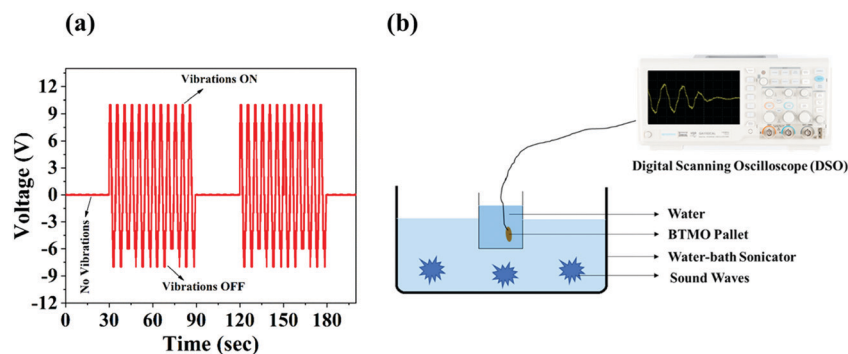 (a)
(b)
12
9
6
3
0
-3
-6
-9
-12
Voltage (V)
Vibrations ON
No Vibrations
Vibrations OFF
0
30
60
90
120
150
180
Time (sec)
Digital Scanning Oscilloscope (DSO)
Water
BTMO Pallet
Water-bath Sonicator
Sound Waves